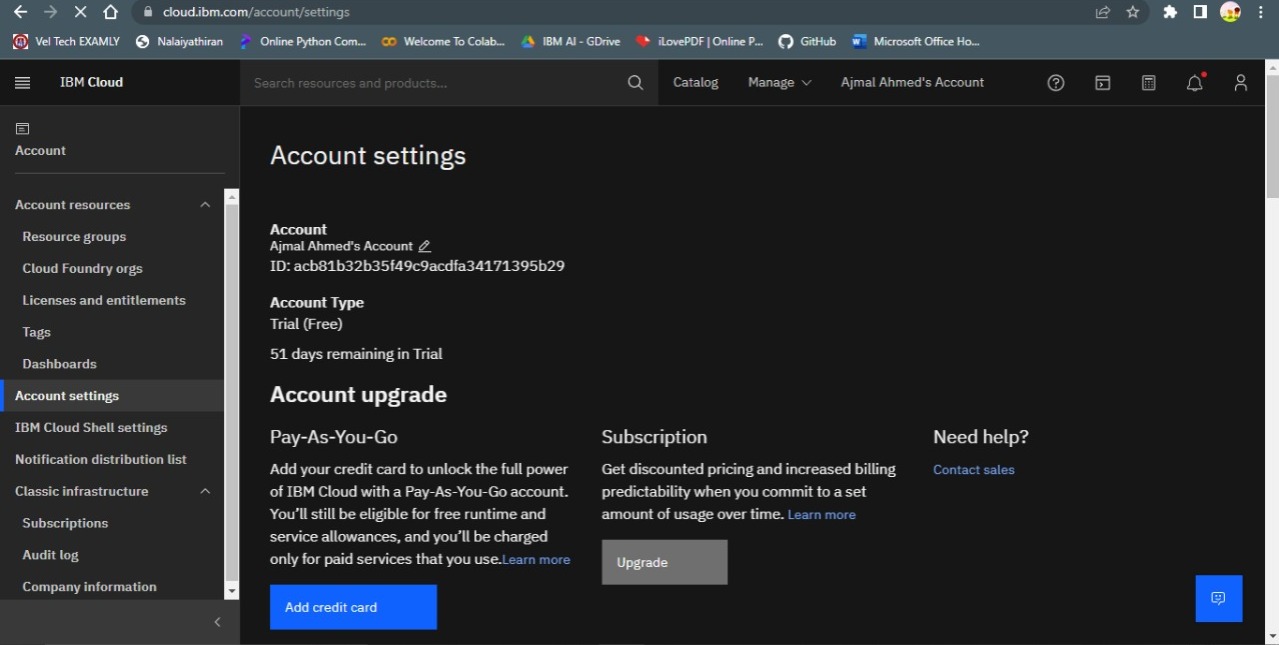 cloud.ibm.com/account/settings
Vel Tech EXAMLY
Nalaiyathiran
Online Python Com...
Welcome To Colab...
IBM AI - GDrive
iLovePDF | Online P...
GitHub
Microsoft Office Ho...
IBM Cloud
Search resources and products...
Catalog
Manage
Ajmal Ahmed's Account
Account
Account resources
Resource groups
Cloud Foundry orgs
Licenses and entitlements
Tags
Dashboards
Account settings
IBM Cloud Shell settings
Notification distribution list
Classic infrastructure
Subscriptions
Audit log
Company information
Account settings
Account
Ajmal Ahmed's Account
ID: acb81b32b35f49c9acdfa34171395b29
Account Type
Trial (Free)
51 days remaining in Trial
Account upgrade
Pay-As-You-Go
Add your credit card to unlock the full power
of IBM Cloud with a Pay-As-You-Go account.
You'll still be eligible for free runtime and
service allowances, and you'll be charged
only for paid services that you use.Learn more
Add credit card
Subscription
Get discounted pricing and increased billing
predictability when you commit to a set
amount of usage over time. Learn more
Upgrade
Need help?
Contact sales